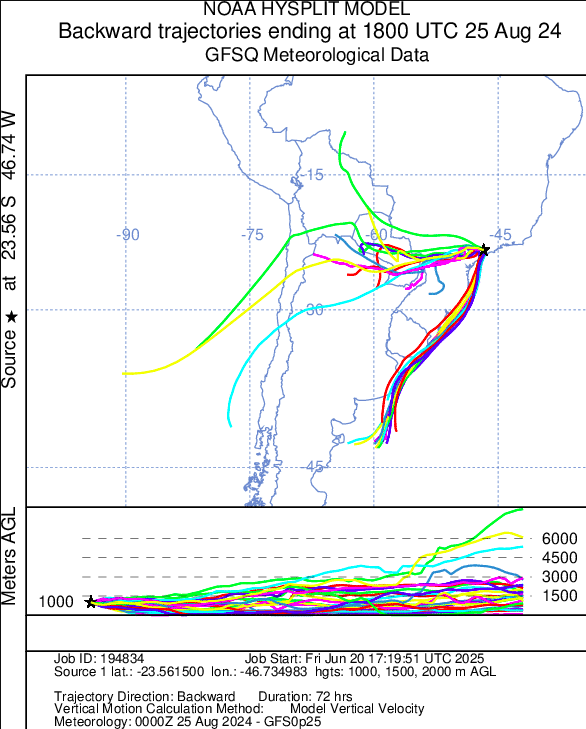 NOAA HYSPLIT MODEL
Backward trajectories ending at 1800 UTC 25 Aug 24
GFSQ Meteorological Data
Source ★ at 23.56 S 46.74 W
-15
-90 -75 -60 -45
-30
-45
Meters AGL
6000
4500
3000
1500
1000
Job ID: 194834 Job Start: Fri Jun 20 17:19:51 UTC 2025
Source 1 lat.: -23.561500 lon.: -46.734983 hgts: 1000, 1500, 2000 m AGL
Trajectory Direction: Backward Duration: 72 hrs
Vertical Motion Calculation Method: Model Vertical Velocity
Meteorology: 0000Z 25 Aug 2024 - GFS0p25